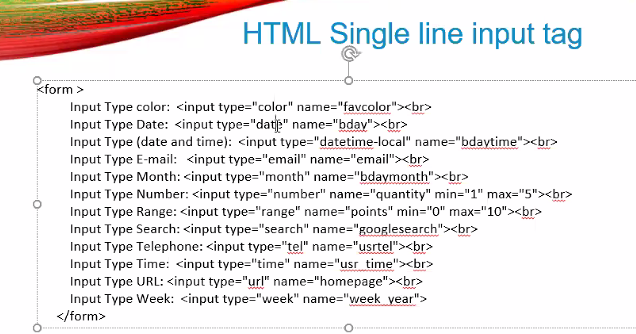 HTML Single line input tag
<form >
Input Type color:  <input type="color" name="favcolor"><br>
Input Type Date:  <input type="date" name="bday"><br>
Input Type (date and time):  <input type="datetime-local" name="bdaytime"><br>
Input Type E-mail:   <input type="email" name="email"><br>
Input Type Month: <input type="month" name="bdaymonth"><br>
Input Type Number: <input type="number" name="quantity" min="1" max="5"><br>
Input Type Range: <input type="range" name="points" min="0" max="10"><br>
Input Type Search: <input type="search" name="googlesearch"><br>
Input Type Telephone: <input type="tel" name="usrtel"><br>
Input Type Time:  <input type="time" name="usr_time"><br>
Input Type URL: <input type="url" name="homepage"><br>
Input Type Week:  <input type="week" name="week_year">
</form>